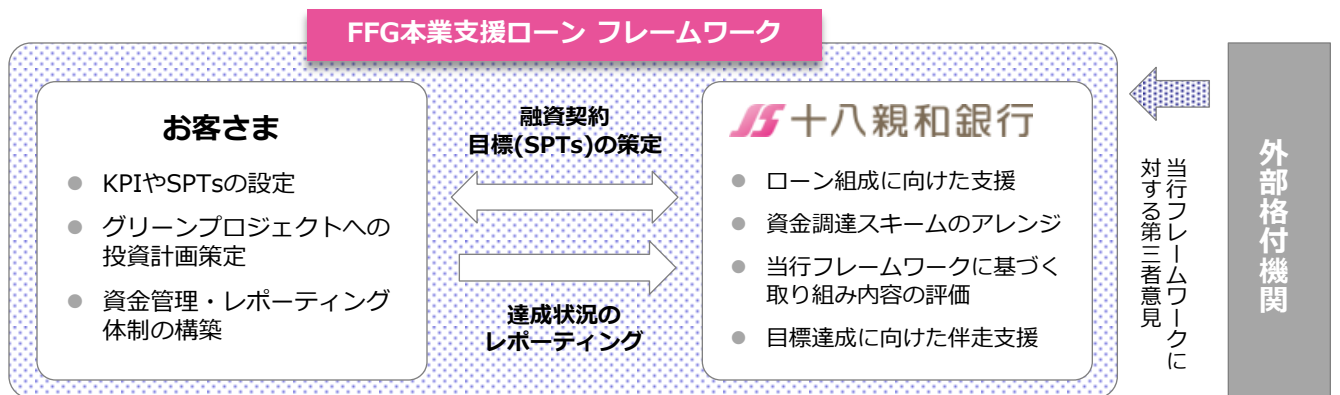 FFG本業支援ローン フレームワーク
お客さま
KPIやSPTsの設定
グリーンプロジェクトへの
投資計画策定
資金管理・レポーティング
体制の構築
融資契約
目標(SPTs)の策定
達成状況の
レポーティング
十八親和銀行
ローン組成に向けた支援
資金調達スキームのアレンジ
当行フレームワークに基づく
取り組み内容の評価
目標達成に向けた伴走支援
当行フレームワークに
対する第三者意見
外部格付機関